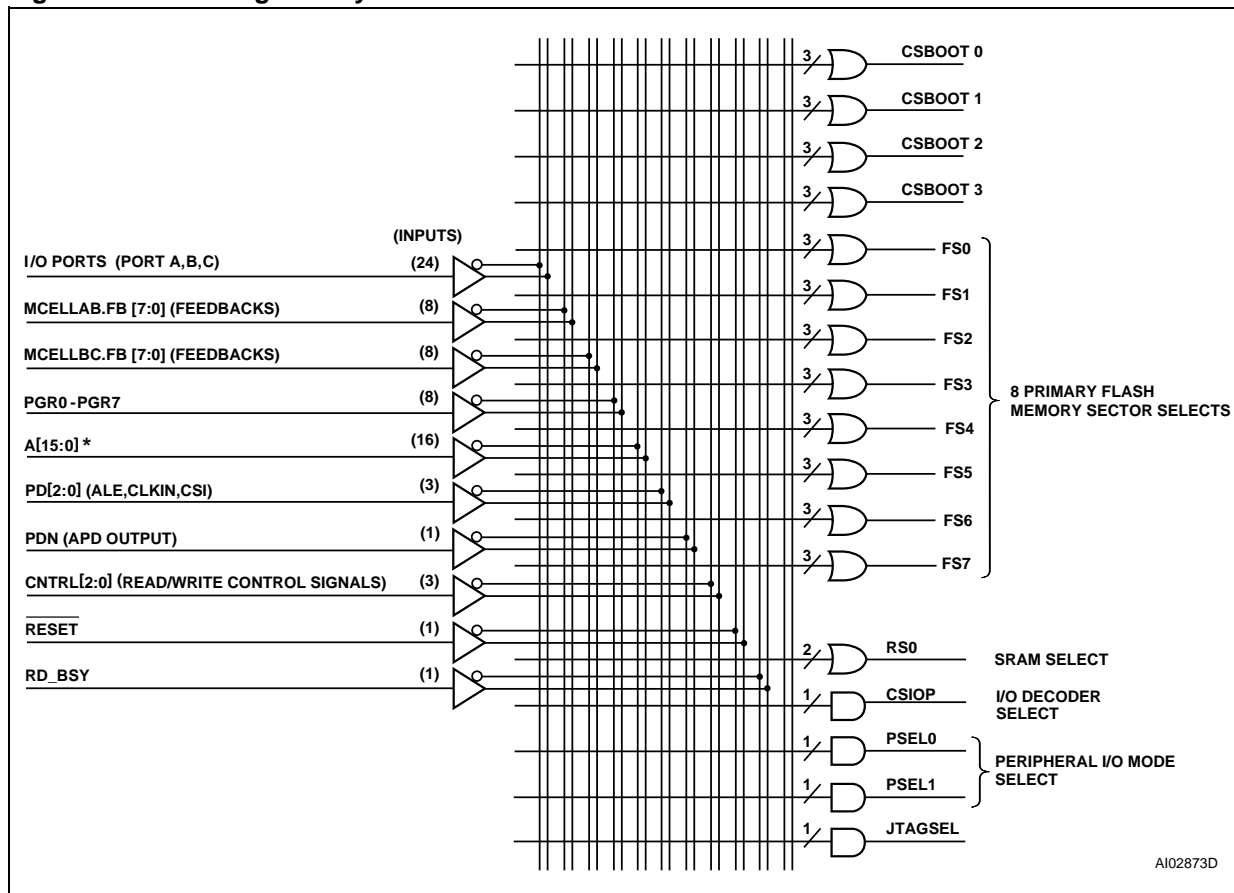 3 CSBOOT 0
3 CSBOOT 1
3 CSBOOT 2
3 CSBOOT 3
(INPUTS)
I/O PORTS (PORT A,B,C) (24)
MCELLAB.FB [7:0] (FEEDBACKS) (8)
MCELLBC.FB [7:0] (FEEDBACKS) (8)
PGR0 -PGR7 (8)
A[15:0] * (16)
PD[2:0] (ALE,CLKIN,CSI) (3)
PDN (APD OUTPUT) (1)
CNTRL[2:0] (READ/WRITE CONTROL SIGNALS) (3)
RESET (1)
RD_BSY (1)
3 FS0
3 FS1
3 FS2
3 FS3
3 FS4
3 FS5
3 FS6
3 FS7
8 PRIMARY FLASH
MEMORY SECTOR SELECTS
2 RS0 SRAM SELECT
1 CSIOP I/O DECODER
SELECT
1 PSEL0
1 PSEL1
PERIPHERAL I/O MODE
SELECT
1 JTAGSEL
AI02873D